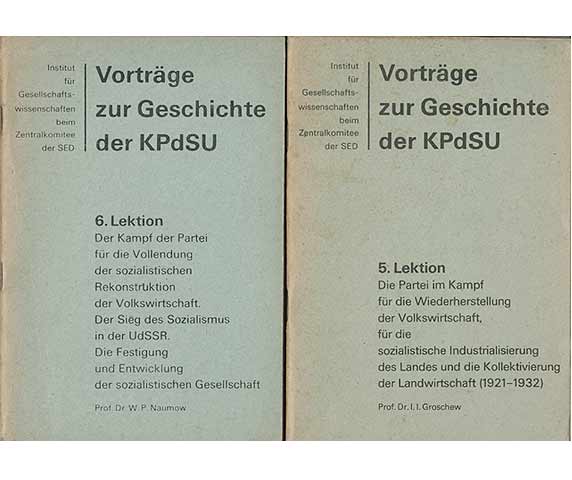 Institut
für
Gesellschafts-
wissenschaften
beim
Zentralkomitee
der SED
Vorträge
zur Geschichte
der KPdSU
6. Lektion
Der Kampf der Partei
für die Vollendung
der sozialistischen
Rekonstruktion
der Volkswirtschaft.
Der Sieg des Sozialismus
in der UdSSR.
Die Festigung
und Entwicklung
der sozialistischen Gesellschaft
Prof. Dr. W. P. Naumow
Institut
für
Gesellschafts-
wissenschaften
beim
Zentralkomitee
der SED
Vorträge
zur Geschichte
der KPdSU
5. Lektion
Die Partei im Kampf
für die Wiederherstellung
der Volkswirtschaft,
für die
sozialistische Industrialisierung
des Landes und die Kollektivierung
der Landwirtschaft (1921–1932)
Prof. Dr. I. I. Groschew